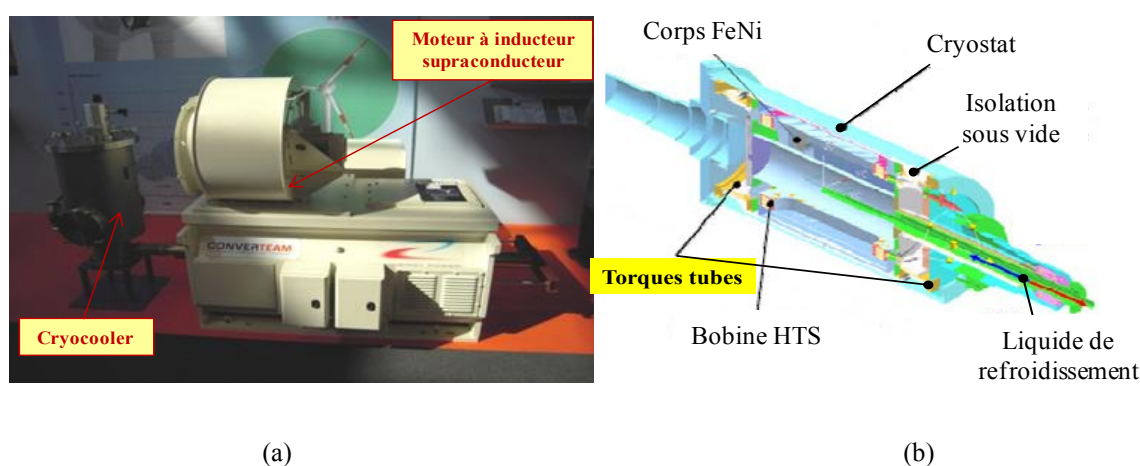 Moteur à inducteur
supraconducteur
Cryocooler
CONVERTEAM
(a)
Corps FeNi
Cryostat
Isolation
sous vide
Torques tubes
Bobine HTS
Liquide de
refroidissement
(b)